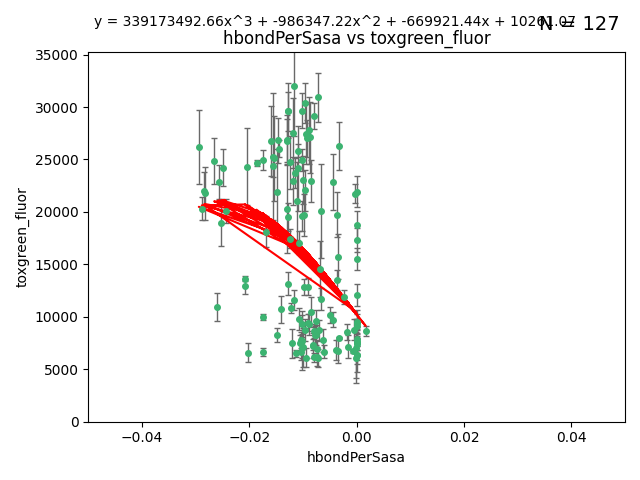 y = 339173492.66x^3 + -986347.22x^2 + -669921.44x + 10261.07
N = 127
hbondPerSasa vs toxgreen_fluor
35000
30000
25000
20000
15000
10000
5000
0
toxgreen_fluor
−0.04
−0.02
0.00
0.02
0.04
hbondPerSasa